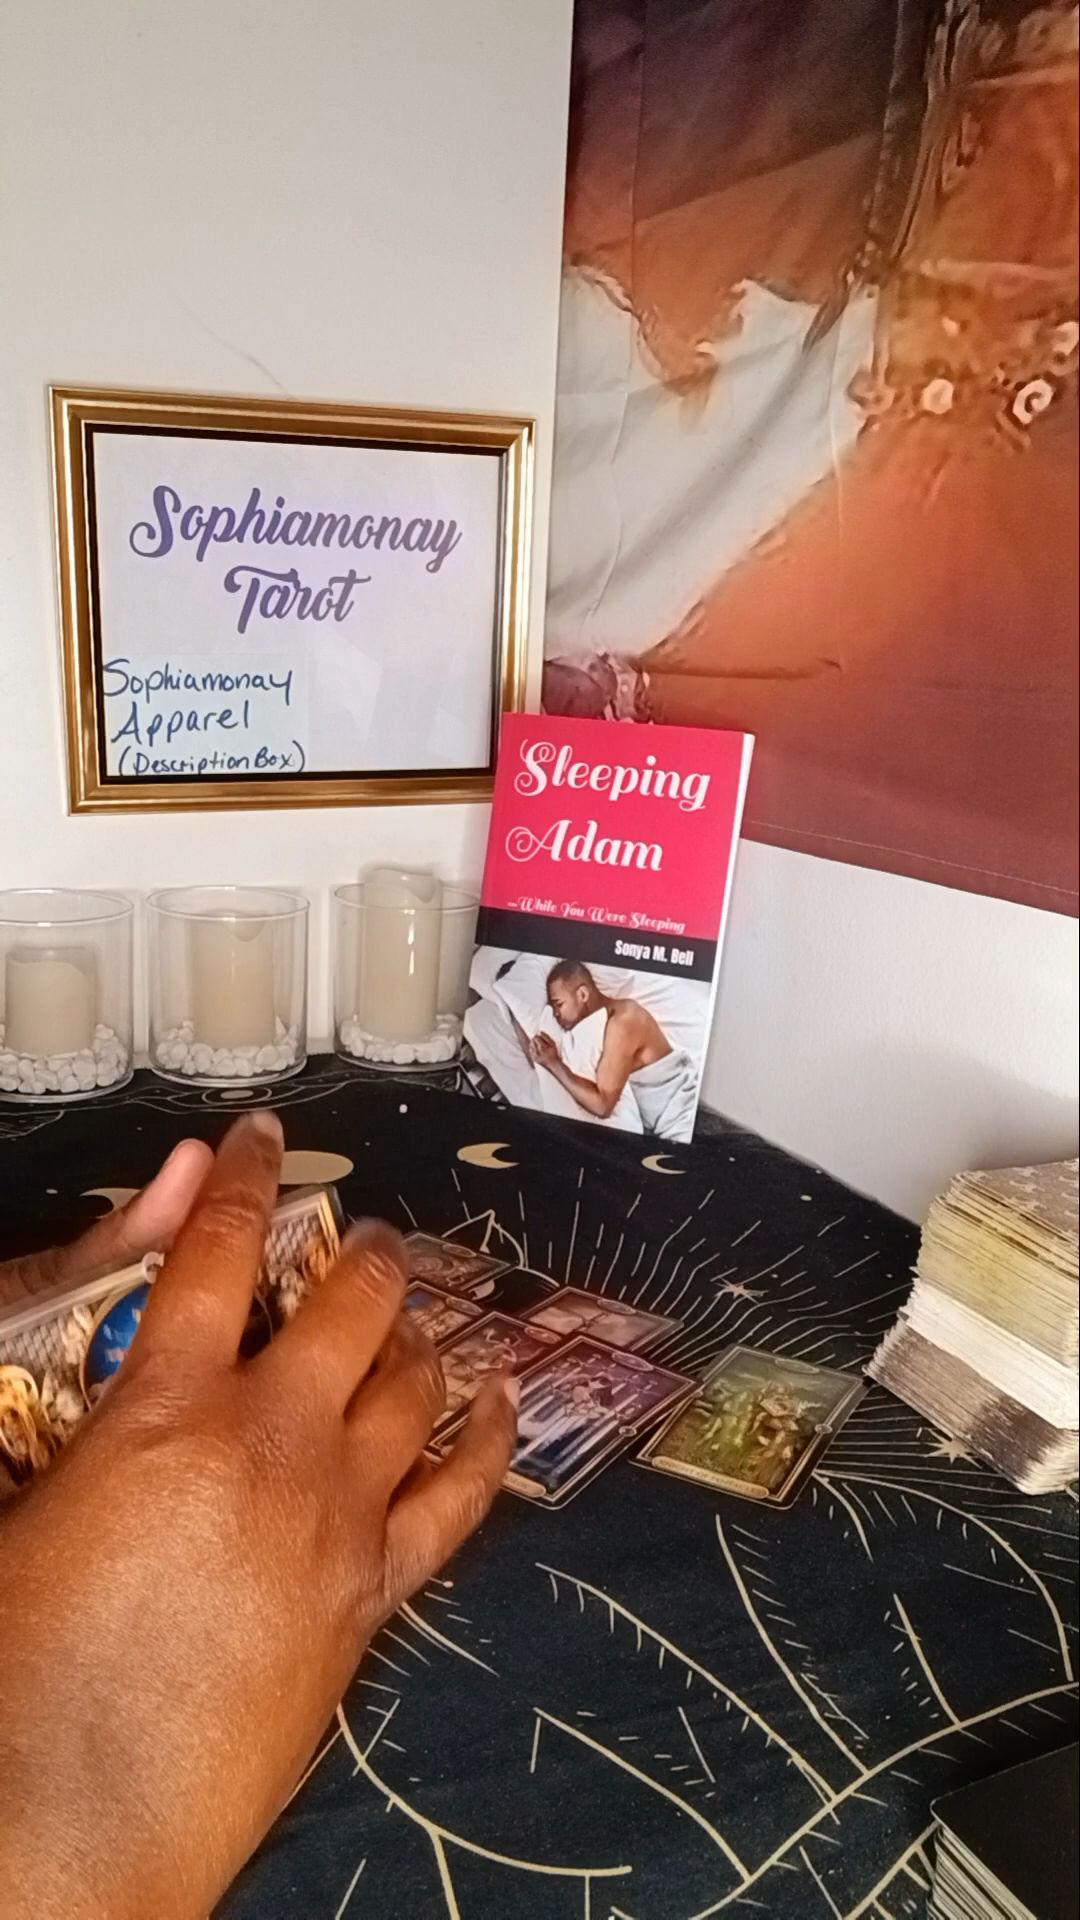 Sophiamonay
Tarot
Sophiamonay
Apparel
(Description Box)
Sleeping
Adam
...While You Were Sleeping
Sonya M. Bell